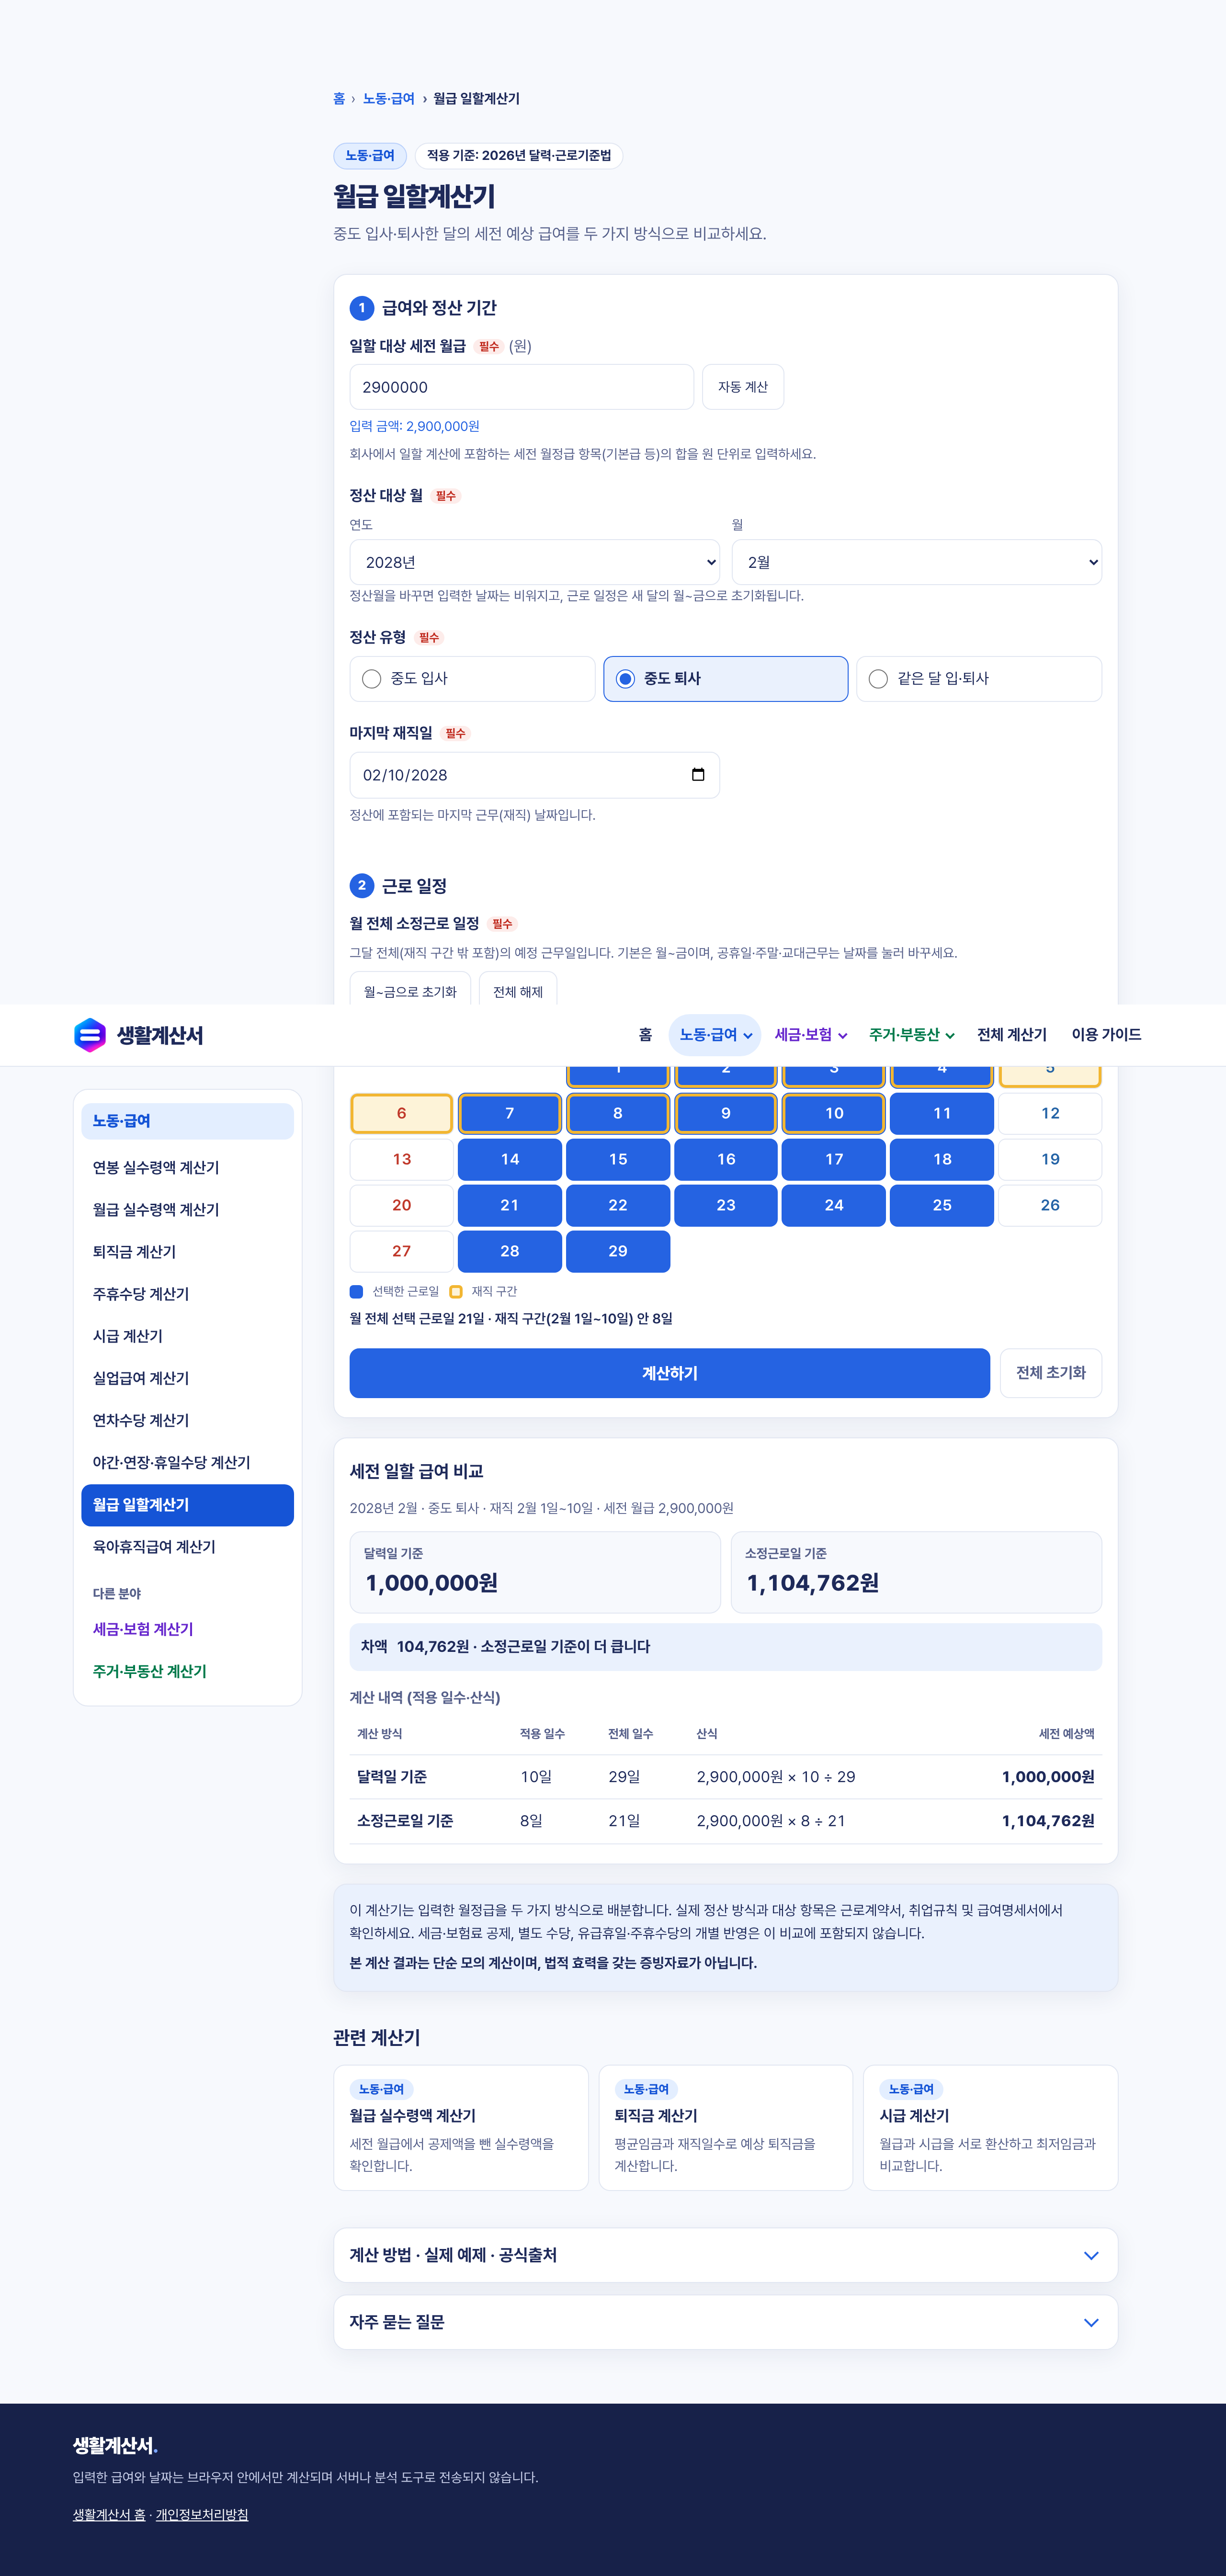 홈 › 노동·급여 › 월급 일할계산기
노동·급여
적용 기준: 2026년 달력·근로기준법
월급 일할계산기
중도 입사·퇴사한 달의 세전 예상 급여를 두 가지 방식으로 비교하세요.
1 급여와 정산 기간
일할 대상 세전 월급 필수 (원)
2900000
자동 계산
입력 금액: 2,900,000원
회사에서 일할 계산에 포함하는 세전 월정급 항목(기본급 등)의 합을 원 단위로 입력하세요.
정산 대상 월 필수
연도 월
2028년 2월
정산월을 바꾸면 입력한 날짜는 비워지고, 근로 일정은 새 달의 월~금으로 초기화됩니다.
정산 유형 필수
중도 입사 중도 퇴사 같은 달 입·퇴사
마지막 재직일 필수
02/10/2028
정산에 포함되는 마지막 근무(재직) 날짜입니다.
2 근로 일정
월 전체 소정근로 일정 필수
그달 전체(재직 구간 밖 포함)의 예정 근무일입니다. 기본은 월~금이며, 공휴일·주말·교대근무는 날짜를 눌러 바꾸세요.
월~금으로 초기화 전체 해제
생활계산서
홈 노동·급여 세금·보험 주거·부동산 전체 계산기 이용 가이드
1 2 3 4 5
6 7 8 9 10 11 12
13 14 15 16 17 18 19
20 21 22 23 24 25 26
27 28 29
선택한 근로일 재직 구간
월 전체 선택 근로일 21일 · 재직 구간(2월 1일~10일) 안 8일
계산하기 전체 초기화
노동·급여
연봉 실수령액 계산기
월급 실수령액 계산기
퇴직금 계산기
주휴수당 계산기
시급 계산기
실업급여 계산기
연차수당 계산기
야간·연장·휴일수당 계산기
월급 일할계산기
육아휴직급여 계산기
다른 분야
세금·보험 계산기
주거·부동산 계산기
세전 일할 급여 비교
2028년 2월 · 중도 퇴사 · 재직 2월 1일~10일 · 세전 월급 2,900,000원
달력일 기준
1,000,000원
소정근로일 기준
1,104,762원
차액 104,762원 · 소정근로일 기준이 더 큽니다
계산 내역 (적용 일수·산식)
계산 방식 적용 일수 전체 일수 산식 세전 예상액
달력일 기준 10일 29일 2,900,000원 × 10 ÷ 29 1,000,000원
소정근로일 기준 8일 21일 2,900,000원 × 8 ÷ 21 1,104,762원
이 계산기는 입력한 월정급을 두 가지 방식으로 배분합니다. 실제 정산 방식과 대상 항목은 근로계약서, 취업규칙 및 급여명세서에서
확인하세요. 세금·보험료 공제, 별도 수당, 유급휴일·주휴수당의 개별 반영은 이 비교에 포함되지 않습니다.
본 계산 결과는 단순 모의 계산이며, 법적 효력을 갖는 증빙자료가 아닙니다.
관련 계산기
노동·급여
월급 실수령액 계산기
세전 월급에서 공제액을 뺀 실수령액을
확인합니다.
노동·급여
퇴직금 계산기
평균임금과 재직일수로 예상 퇴직금을
계산합니다.
노동·급여
시급 계산기
월급과 시급을 서로 환산하고 최저임금과
비교합니다.
계산 방법 · 실제 예제 · 공식출처
자주 묻는 질문
생활계산서.
입력한 급여와 날짜는 브라우저 안에서만 계산되며 서버나 분석 도구로 전송되지 않습니다.
생활계산서 홈 · 개인정보처리방침